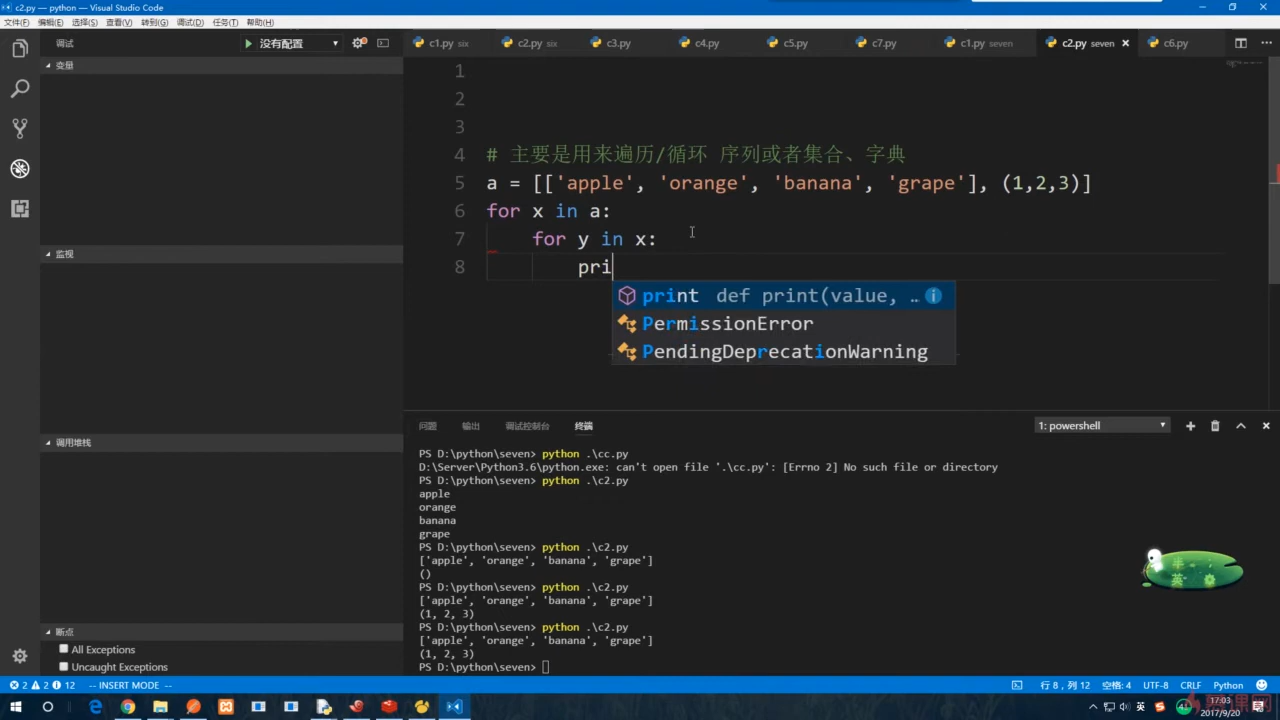 c2.py — python — Visual Studio Code
文件(F) 编辑(E) 选择(S) 查看(V) 转到(G) 调试(D) 任务(T) 帮助(H)
调试 没有配置
c1.py six c2.py six c3.py c4.py c5.py c7.py c1.py seven c2.py seven c6.py
变量
监视
调用堆栈
断点
All Exceptions
Uncaught Exceptions
1
2
3
4 # 主要是用来遍历/循环 序列或者集合、字典
5 a = [['apple', 'orange', 'banana', 'grape'], (1,2,3)]
6 for x in a:
7 for y in x:
8 pri
print def print(value, …
PermissionError
PendingDeprecationWarning
问题 输出 调试控制台 终端 1: powershell
PS D:\python\seven> python .\cc.py
D:\Server\Python3.6\python.exe: can't open file '.\cc.py': [Errno 2] No such file or directory
PS D:\python\seven> python .\c2.py
apple
orange
banana
grape
PS D:\python\seven> python .\c2.py
['apple', 'orange', 'banana', 'grape']
()
PS D:\python\seven> python .\c2.py
['apple', 'orange', 'banana', 'grape']
(1, 2, 3)
PS D:\python\seven> python .\c2.py
['apple', 'orange', 'banana', 'grape']
(1, 2, 3)
PS D:\python\seven>
2 2 12 -- INSERT MODE -- 行 8，列 12 空格: 4 UTF-8 CRLF Python
英 17:03
2017/9/20